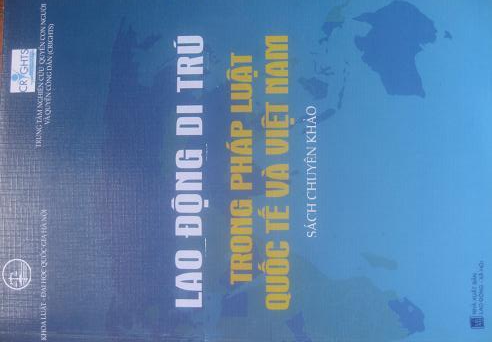 KHOA LUẬT - ĐẠI HỌC QUỐC GIA HÀ NỘI
TRUNG TÂM NGHIÊN CỨU QUYỀN CON NGƯỜI
VÀ QUYỀN CÔNG DÂN (CRIGHTS)
CRIGHTS
LAO ĐỘNG DI TRÚ
TRONG PHÁP LUẬT
QUỐC TẾ VÀ VIỆT NAM
SÁCH CHUYÊN KHẢO
NHÀ XUẤT BẢN
LAO ĐỘNG - XÃ HỘI